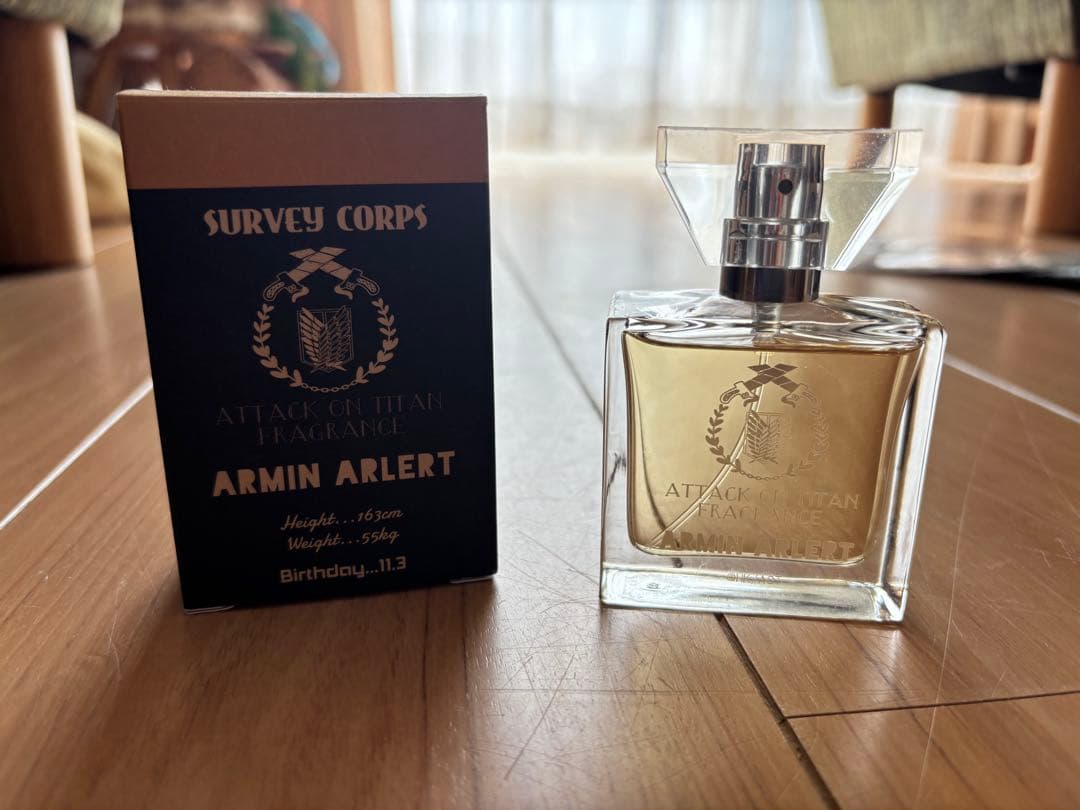 SURVEY CORPS
ATTACK ON TITAN
FRAGRANCE
ARMIN ARLERT
Height...163cm
Weight...55kg
Birthday...11.3
ATTACK ON TITAN
FRAGRANCE
ARMIN ARLERT